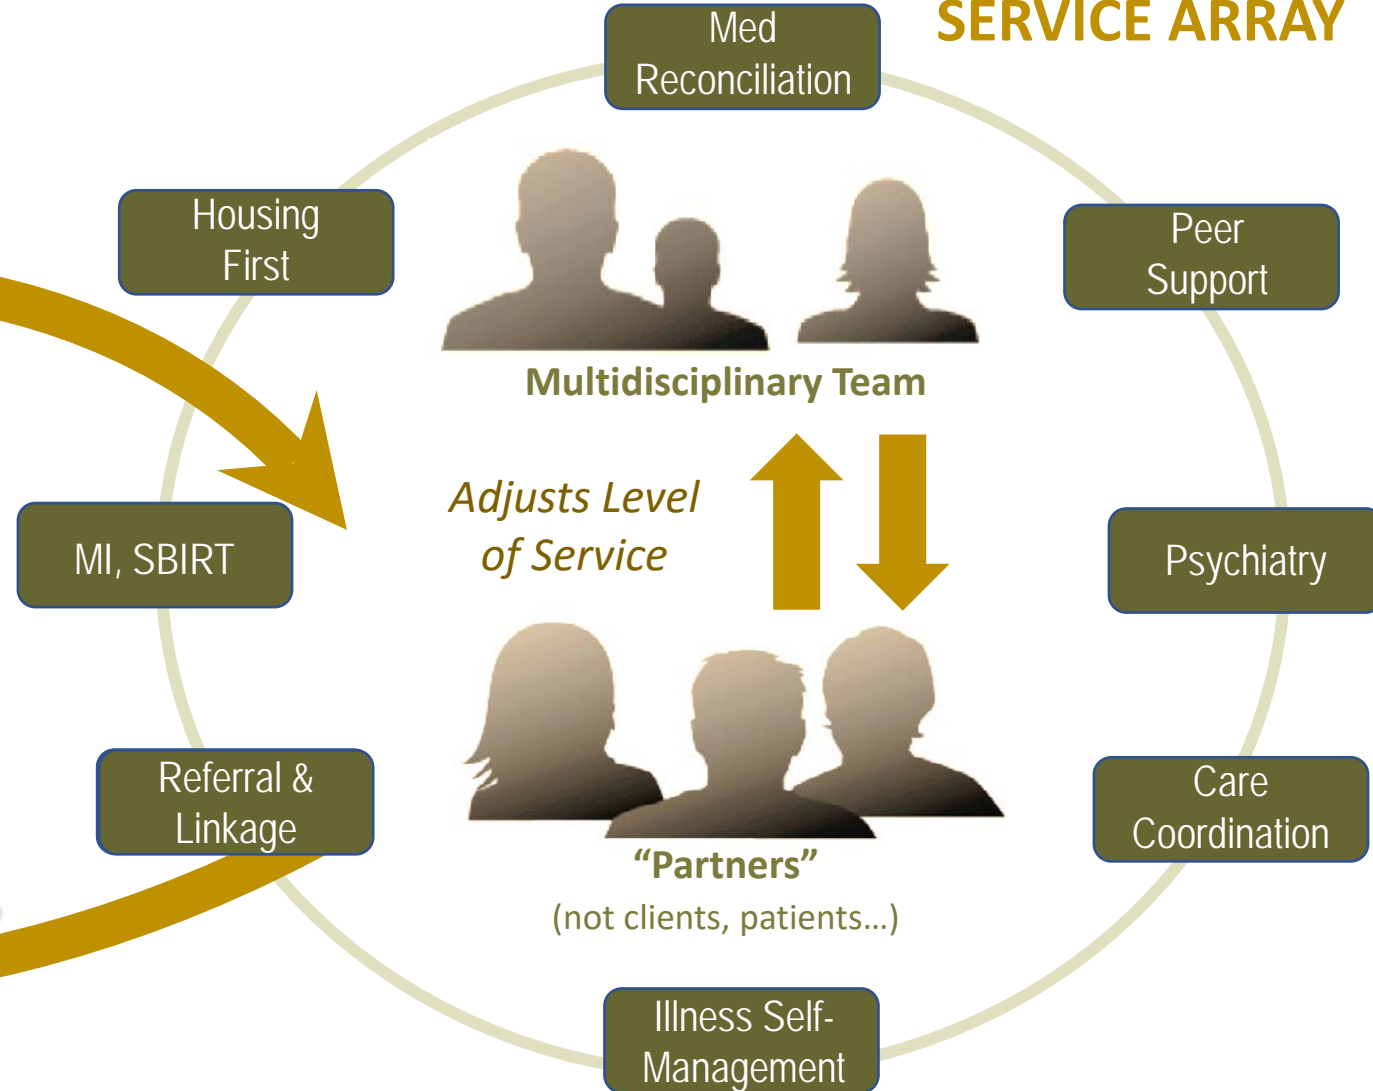 SERVICE ARRAY
Med
Reconciliation
Housing
First
Peer
Support
Multidisciplinary Team
Adjusts Level
of Service
MI, SBIRT
Psychiatry
Referral &
Linkage
Care
Coordination
“Partners”
(not clients, patients…)
Illness Self-
Management